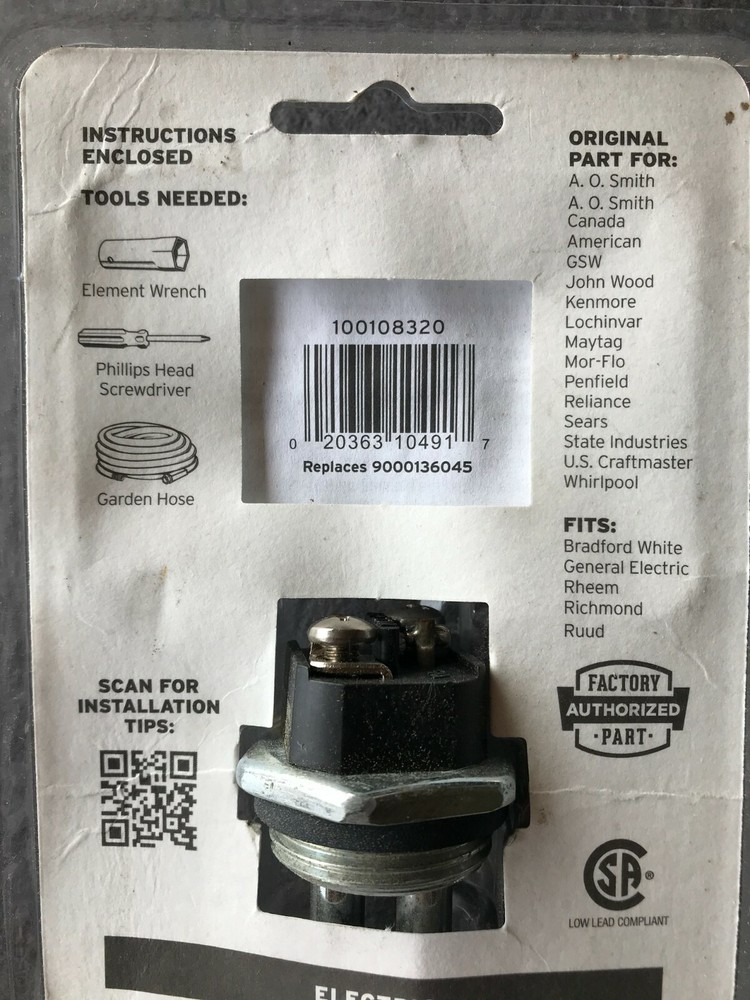 INSTRUCTIONS
ENCLOSED
TOOLS NEEDED:
Element Wrench
Phillips Head
Screwdriver
Garden Hose
100108320
0 20363 10491 7
Replaces 9000136045
ORIGINAL
PART FOR:
A. O. Smith
A. O. Smith
Canada
American
GSW
John Wood
Kenmore
Lochinvar
Maytag
Mor-Flo
Penfield
Reliance
Sears
State Industries
U.S. Craftmaster
Whirlpool
FITS:
Bradford White
General Electric
Rheem
Richmond
Ruud
SCAN FOR
INSTALLATION
TIPS:
FACTORY
AUTHORIZED
·PART·
CSA®
LOW LEAD COMPLIANT